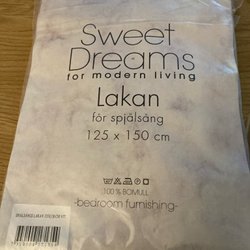 Sweet
Dreams
for modern living
Lakan
för spjälsäng
125 x 150 cm
100% BOMULL
-bedroom furnishing-